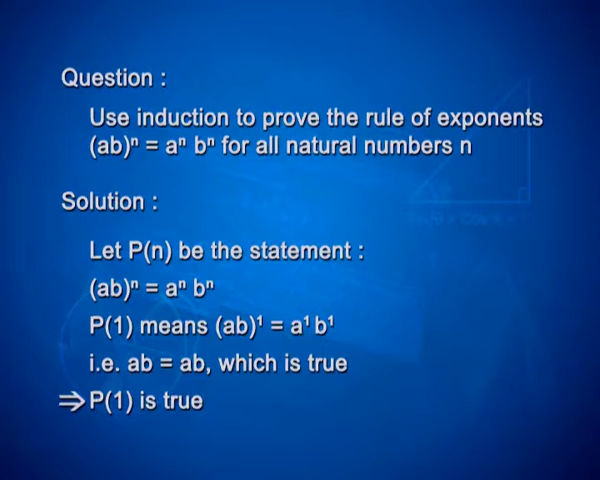 Question :
Use induction to prove the rule of exponents
(ab)ⁿ = aⁿ bⁿ for all natural numbers n
Solution :
Let P(n) be the statement :
(ab)ⁿ = aⁿ bⁿ
P(1) means (ab)¹ = a¹ b¹
i.e. ab = ab, which is true
⇒ P(1) is true